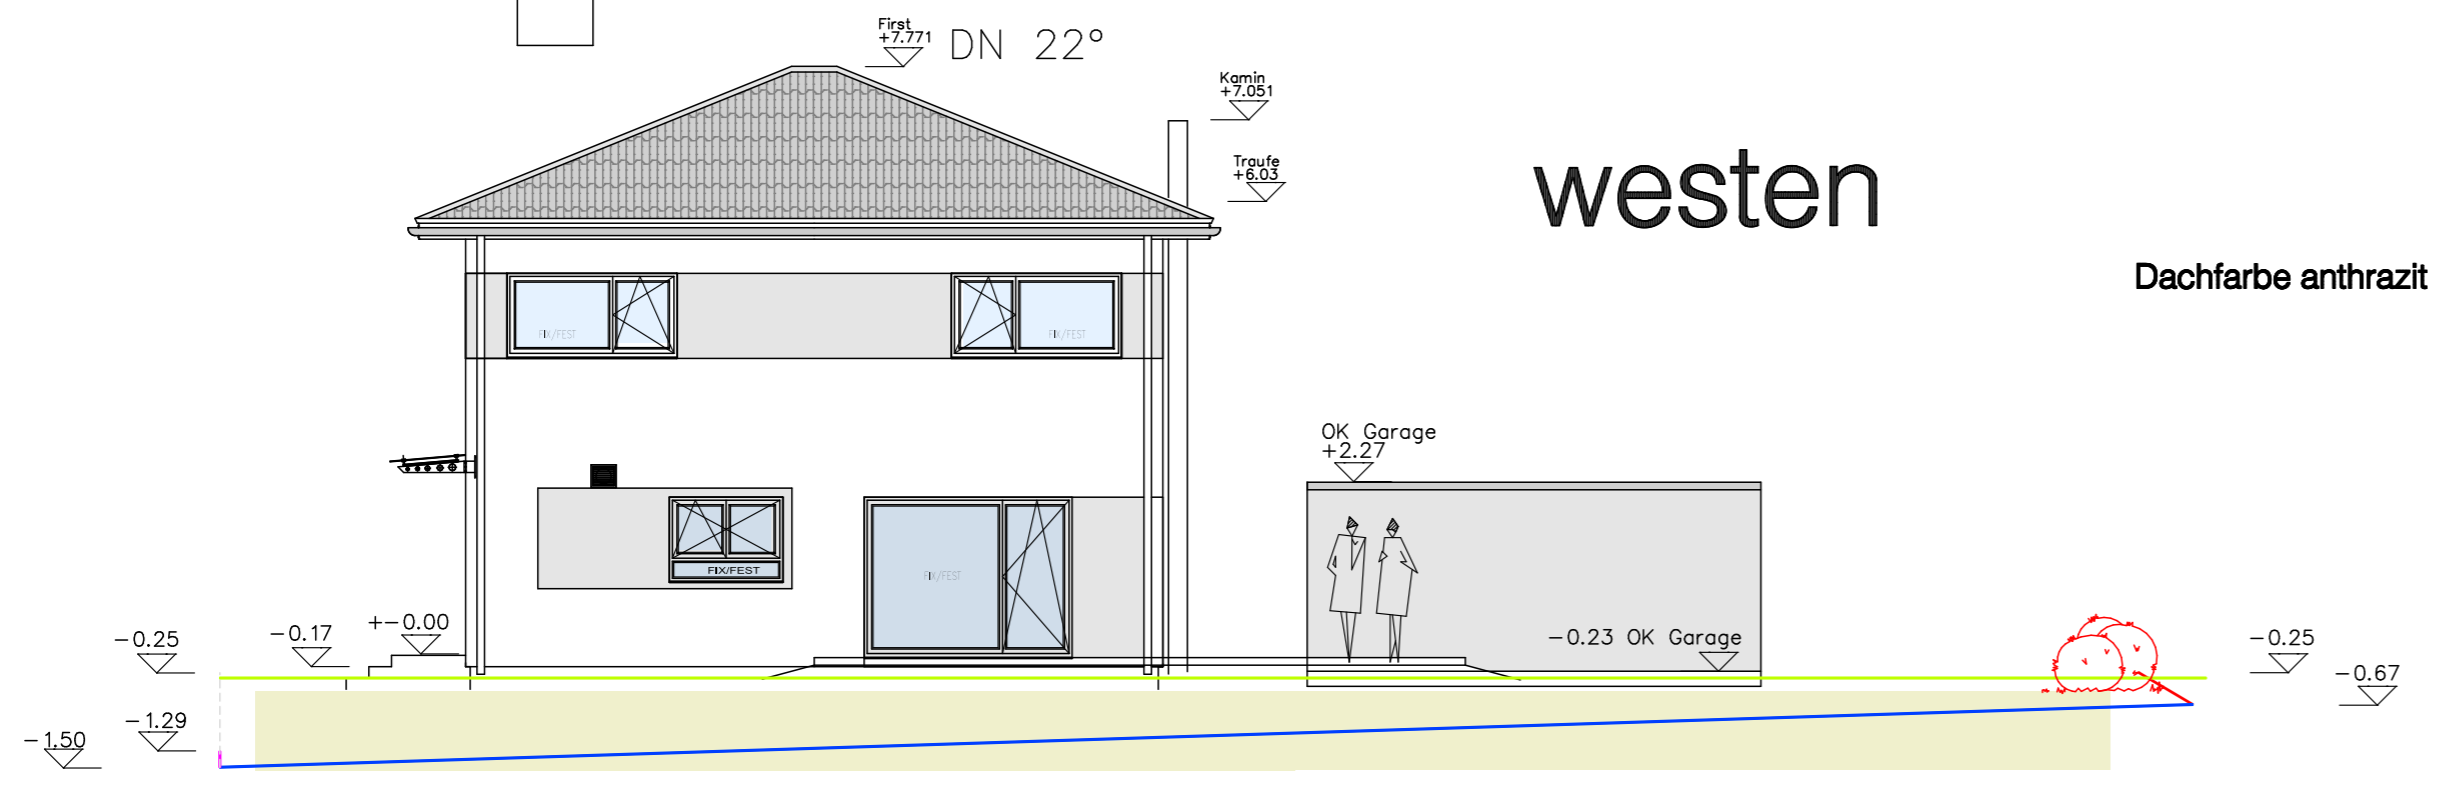 First
+7.771
DN 22°
Kamin
+7.051
Traufe
+6.03
westen
Dachfarbe anthrazit
FIX/FEST
FIX/FEST
OK Garage
+2.27
FIX/FEST
FIX/FEST
+-0.00
-0.17
-0.25
-0.23 OK Garage
-0.25
-0.67
-1.29
-1.50